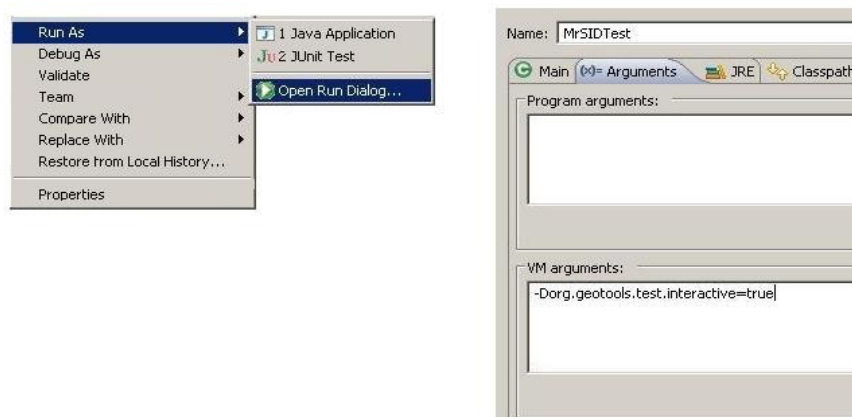 Run As
1 Java Application
2 JUnit Test
Open Run Dialog...
Debug As
Validate
Team
Compare With
Replace With
Restore from Local History...
Properties
Name: MrSIDTest
Main (x)= Arguments JRE Classpath
Program arguments:
VM arguments:
-Dorg.geotools.test.interactive=true